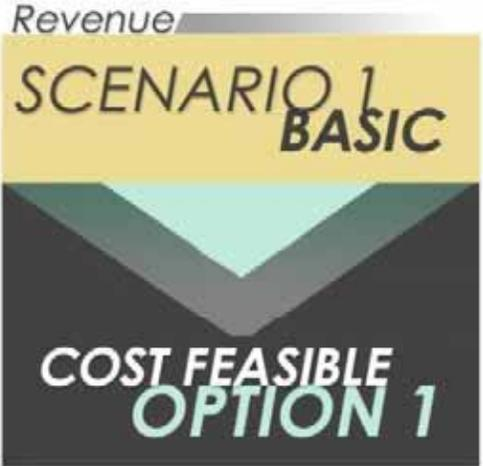 Revenue
SCENARIO 1
BASIC
COST FEASIBLE
OPTION 1